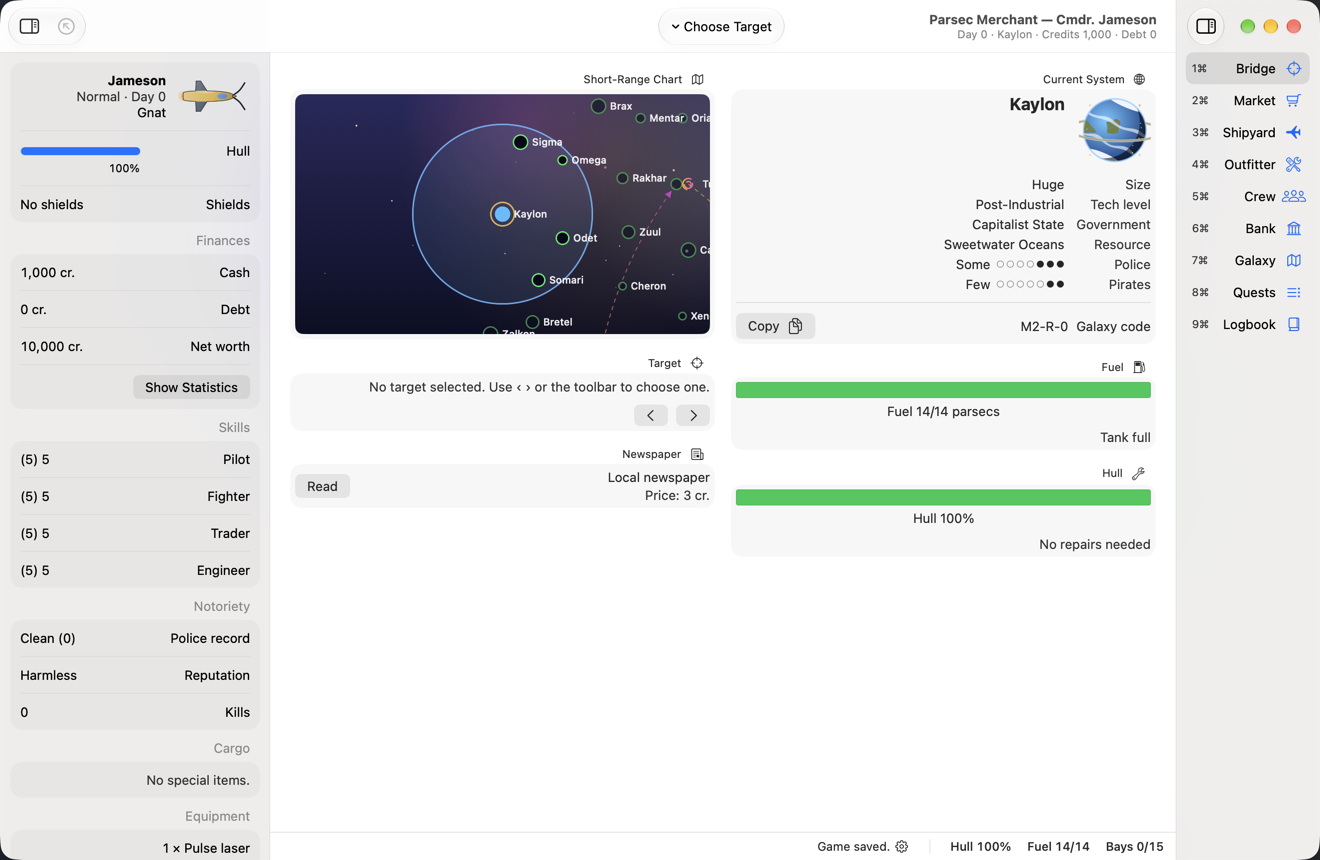 Choose Target
Parsec Merchant — Cmdr. Jameson
Day 0 · Kaylon · Credits 1,000 · Debt 0
Bridge 1⌘
Market 2⌘
Shipyard 3⌘
Outfitter 4⌘
Crew 5⌘
Bank 6⌘
Galaxy 7⌘
Quests 8⌘
Logbook 9⌘
Current System
Kaylon
Size Huge
Tech level Post-Industrial
Government Capitalist State
Resource Sweetwater Oceans
Police Some
Pirates Few
Galaxy code M2-R-0
Copy
Fuel
Fuel 14/14 parsecs
Tank full
Hull
Hull 100%
No repairs needed
Short-Range Chart
Brax
Mentar
Oria
Sigma
Omega
Rakhar
Kaylon
Zuul
Odet
Ca
Somari
Cheron
Bretel
Xen
Zalkon
Target
No target selected. Use ‹ › or the toolbar to choose one.
Newspaper
Local newspaper
Price: 3 cr.
Read
Jameson
Normal · Day 0
Gnat
Hull
100%
Shields No shields
Finances
Cash 1,000 cr.
Debt 0 cr.
Net worth 10,000 cr.
Show Statistics
Skills
Pilot (5) 5
Fighter (5) 5
Trader (5) 5
Engineer (5) 5
Notoriety
Police record Clean (0)
Reputation Harmless
Kills 0
Cargo
No special items.
Equipment
1 × Pulse laser
Game saved.
Hull 100%
Fuel 14/14
Bays 0/15